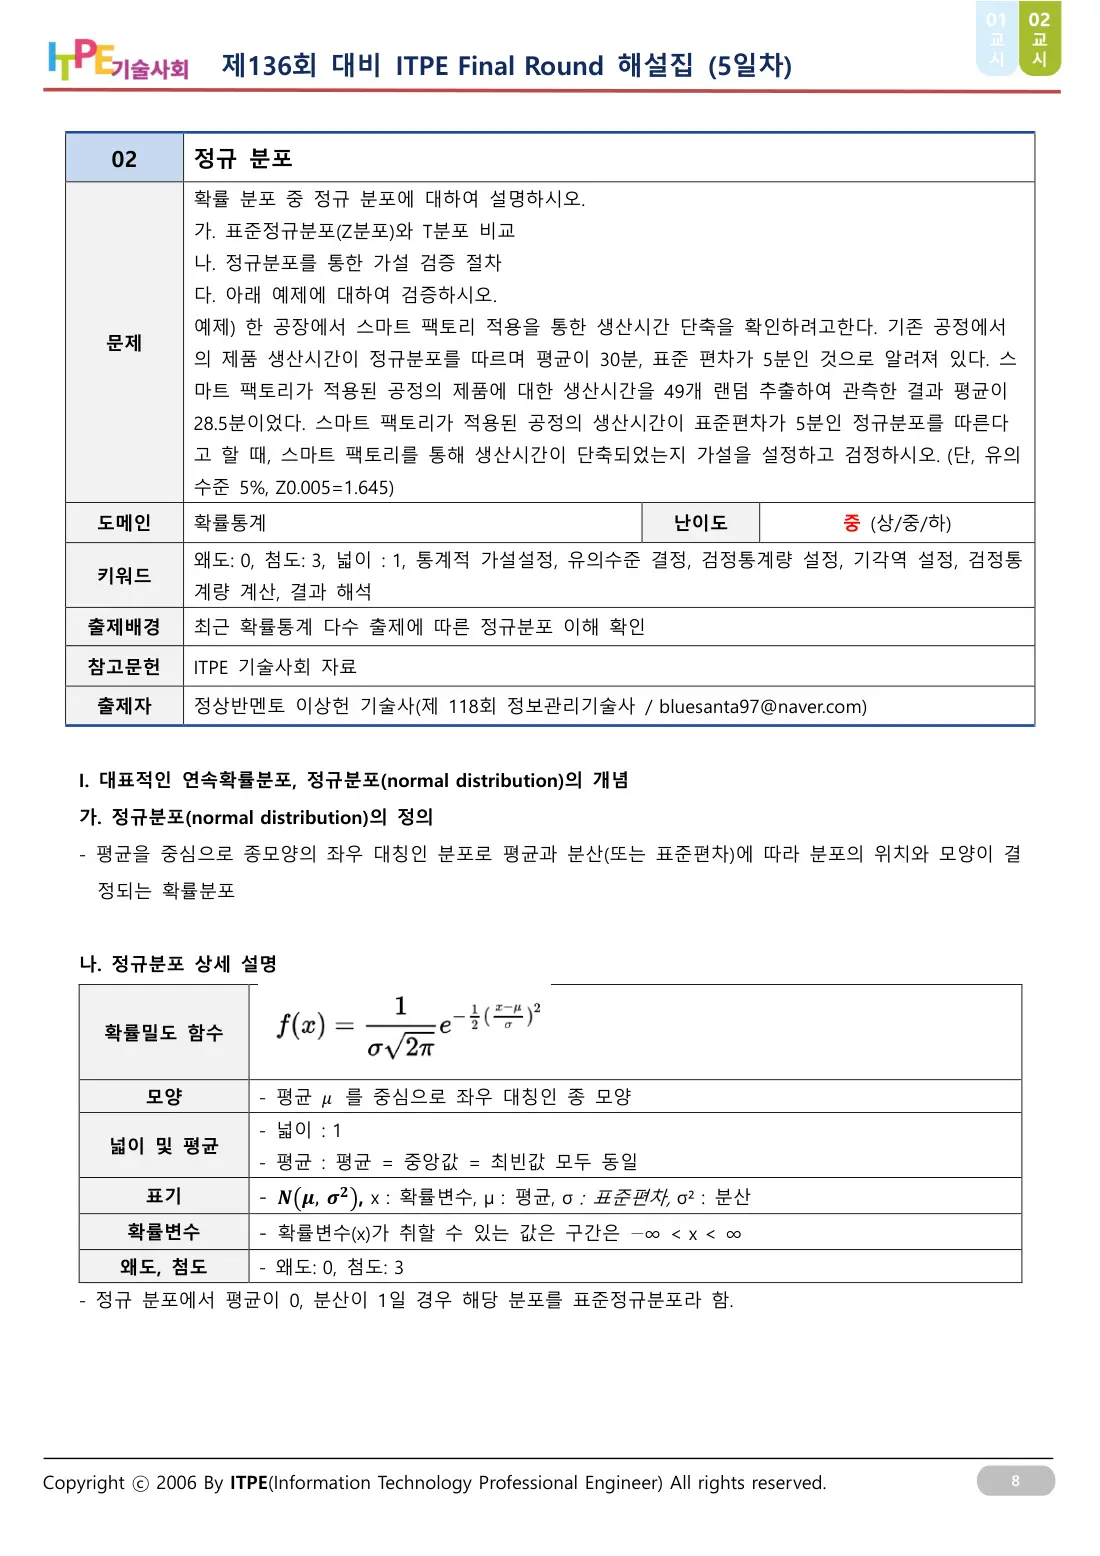 ITPE기술사회 제136회 대비 ITPE Final Round 해설집 (5일차)
01 교시
02 교시
02 정규 분포
문제
확률 분포 중 정규 분포에 대하여 설명하시오.
가. 표준정규분포(Z분포)와 T분포 비교
나. 정규분포를 통한 가설 검증 절차
다. 아래 예제에 대하여 검증하시오.
예제) 한 공장에서 스마트 팩토리 적용을 통한 생산시간 단축을 확인하려고한다. 기존 공정에서
의 제품 생산시간이 정규분포를 따르며 평균이 30분, 표준 편차가 5분인 것으로 알려져 있다. 스
마트 팩토리가 적용된 공정의 제품에 대한 생산시간을 49개 랜덤 추출하여 관측한 결과 평균이
28.5분이었다. 스마트 팩토리가 적용된 공정의 생산시간이 표준편차가 5분인 정규분포를 따른다
고 할 때, 스마트 팩토리를 통해 생산시간이 단축되었는지 가설을 설정하고 검정하시오. (단, 유의
수준 5%, Z0.005=1.645)
도메인 확률통계 난이도 중 (상/중/하)
키워드
왜도: 0, 첨도: 3, 넓이 : 1, 통계적 가설설정, 유의수준 결정, 검정통계량 설정, 기각역 설정, 검정통
계량 계산, 결과 해석
출제배경 최근 확률통계 다수 출제에 따른 정규분포 이해 확인
참고문헌 ITPE 기술사회 자료
출제자 정상반멘토 이상헌 기술사(제 118회 정보관리기술사 / bluesanta97@naver.com)
I. 대표적인 연속확률분포, 정규분포(normal distribution)의 개념
가. 정규분포(normal distribution)의 정의
- 평균을 중심으로 종모양의 좌우 대칭인 분포로 평균과 분산(또는 표준편차)에 따라 분포의 위치와 모양이 결
정되는 확률분포
나. 정규분포 상세 설명
확률밀도 함수 f(x) = \frac{1}{σ\sqrt{2π}} e^{-\frac{1}{2}(\frac{x-μ}{σ})^2}
모양 - 평균 μ 를 중심으로 좌우 대칭인 종 모양
넓이 및 평균
- 넓이 : 1
- 평균 : 평균 = 중앙값 = 최빈값 모두 동일
표기 - N(μ, σ²), x : 확률변수, μ : 평균, σ : 표준편차, σ² : 분산
확률변수 - 확률변수(x)가 취할 수 있는 값은 구간은 −∞ < x < ∞
왜도, 첨도 - 왜도: 0, 첨도: 3
- 정규 분포에서 평균이 0, 분산이 1일 경우 해당 분포를 표준정규분포라 함.
Copyright ⓒ 2006 By ITPE(Information Technology Professional Engineer) All rights reserved.
8